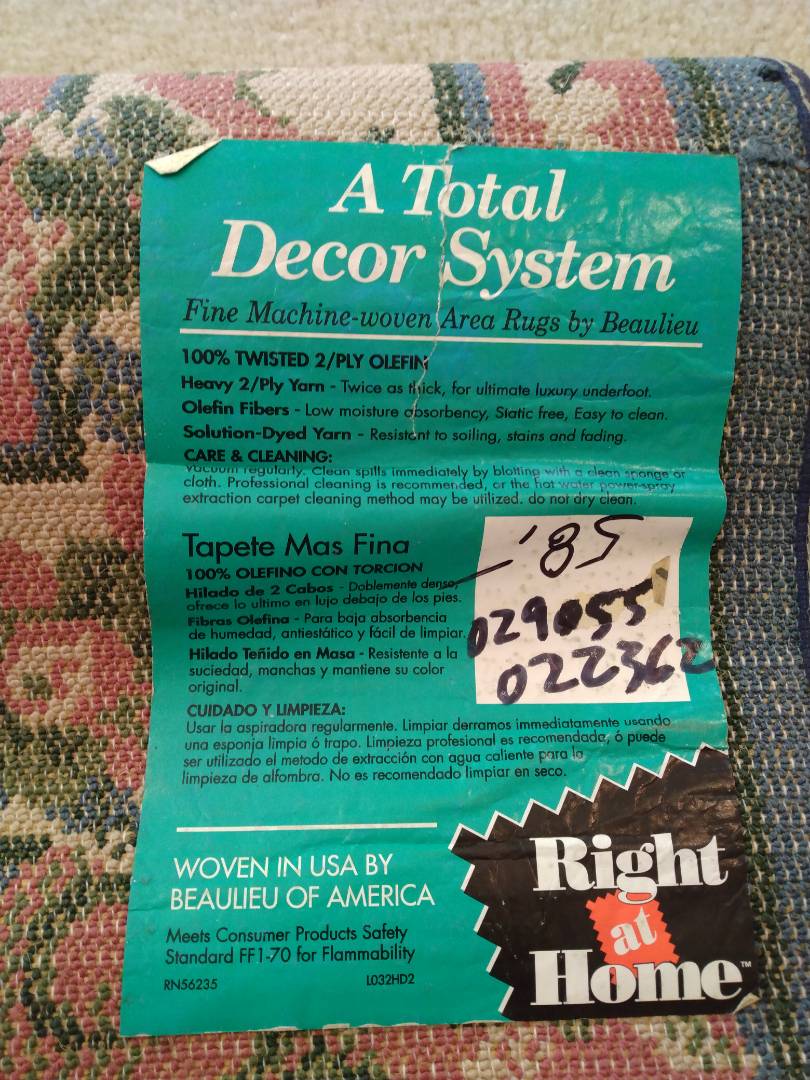 A Total
Decor System
Fine Machine-woven Area Rugs by Beaulieu
100% TWISTED 2/PLY OLEFIN
Heavy 2/Ply Yarn - Twice as thick, for ultimate luxury underfoot.
Olefin Fibers - Low moisture absorbency, Static free, Easy to clean.
Solution-Dyed Yarn - Resistant to soiling, stains and fading.
CARE & CLEANING:
Vacuum regularly. Clean spills immediately by blotting with a clean sponge or
cloth. Professional cleaning is recommended, or the hot water power-spray
extraction carpet cleaning method may be utilized. do not dry clean.
Tapete Mas Fina
100% OLEFINO CON TORCION
Hilado de 2 Cabos - Doblemente denso,
ofrece lo ultimo en lujo debajo de los pies.
Fibras Olefina - Para baja absorbencia
de humedad, antiestático y fácil de limpiar.
Hilado Teñido en Masa - Resistente a la
suciedad, manchas y mantiene su color
original.
'85
029055
022362
CUIDADO Y LIMPIEZA:
Usar la aspiradora regularmente. Limpiar derramos immediatamente usando
una esponja limpia ó trapo. Limpieza profesional es recomendada, ó puede
ser utilizado el metodo de extracción con agua caliente para la
limpieza de alfombra. No es recomendado limpiar en seco.
WOVEN IN USA BY
BEAULIEU OF AMERICA
Meets Consumer Products Safety
Standard FF1-70 for Flammability
RN56235 L032HD2
Right
at
Home™